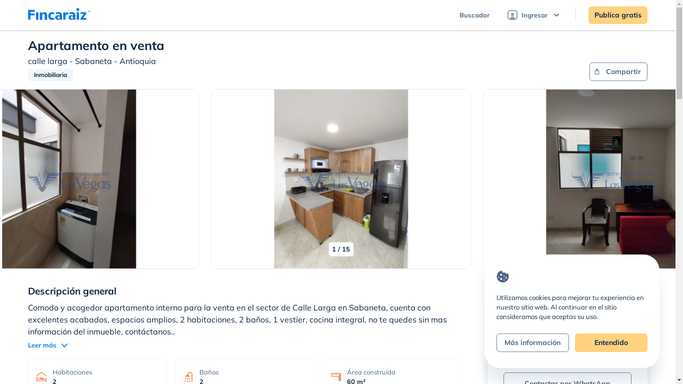 Fincaraiz
Buscador
Ingresar
Publica gratis
Apartamento en venta
calle larga - Sabaneta - Antioquia
Inmobiliaria
Compartir
1 / 15
Descripción general
Comodo y acogedor apartamento interno para la venta en el sector de Calle Larga en Sabaneta, cuenta con
excelentes acabados, espacios amplios, 2 habitaciones, 2 baños, 1 vestier, cocina integral, no te quedes sin mas
información del inmueble, contáctanos...
Leer más
Habitaciones
2
Baños
2
Área construida
60 m²
Utilizamos cookies para mejorar tu experiencia en
nuestro sitio web. Al continuar en el sitio
consideramos que aceptas su uso.
Más información
Entendido
Contactar por WhatsApp